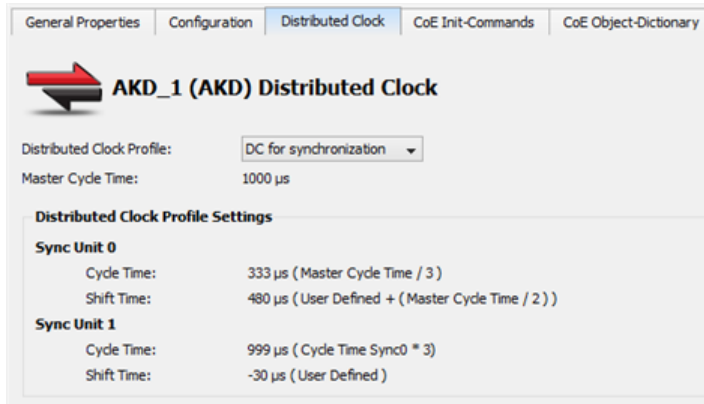 General Properties Configuration Distributed Clock CoE Init-Commands CoE Object-Dictionary
AKD_1 (AKD) Distributed Clock
Distributed Clock Profile: DC for synchronization
Master Cycle Time: 1000 µs
Distributed Clock Profile Settings
Sync Unit 0
Cycle Time: 333 µs ( Master Cycle Time / 3 )
Shift Time: 480 µs ( User Defined + ( Master Cycle Time / 2 ) )
Sync Unit 1
Cycle Time: 999 µs ( Cycle Time Sync0 * 3)
Shift Time: -30 µs ( User Defined )